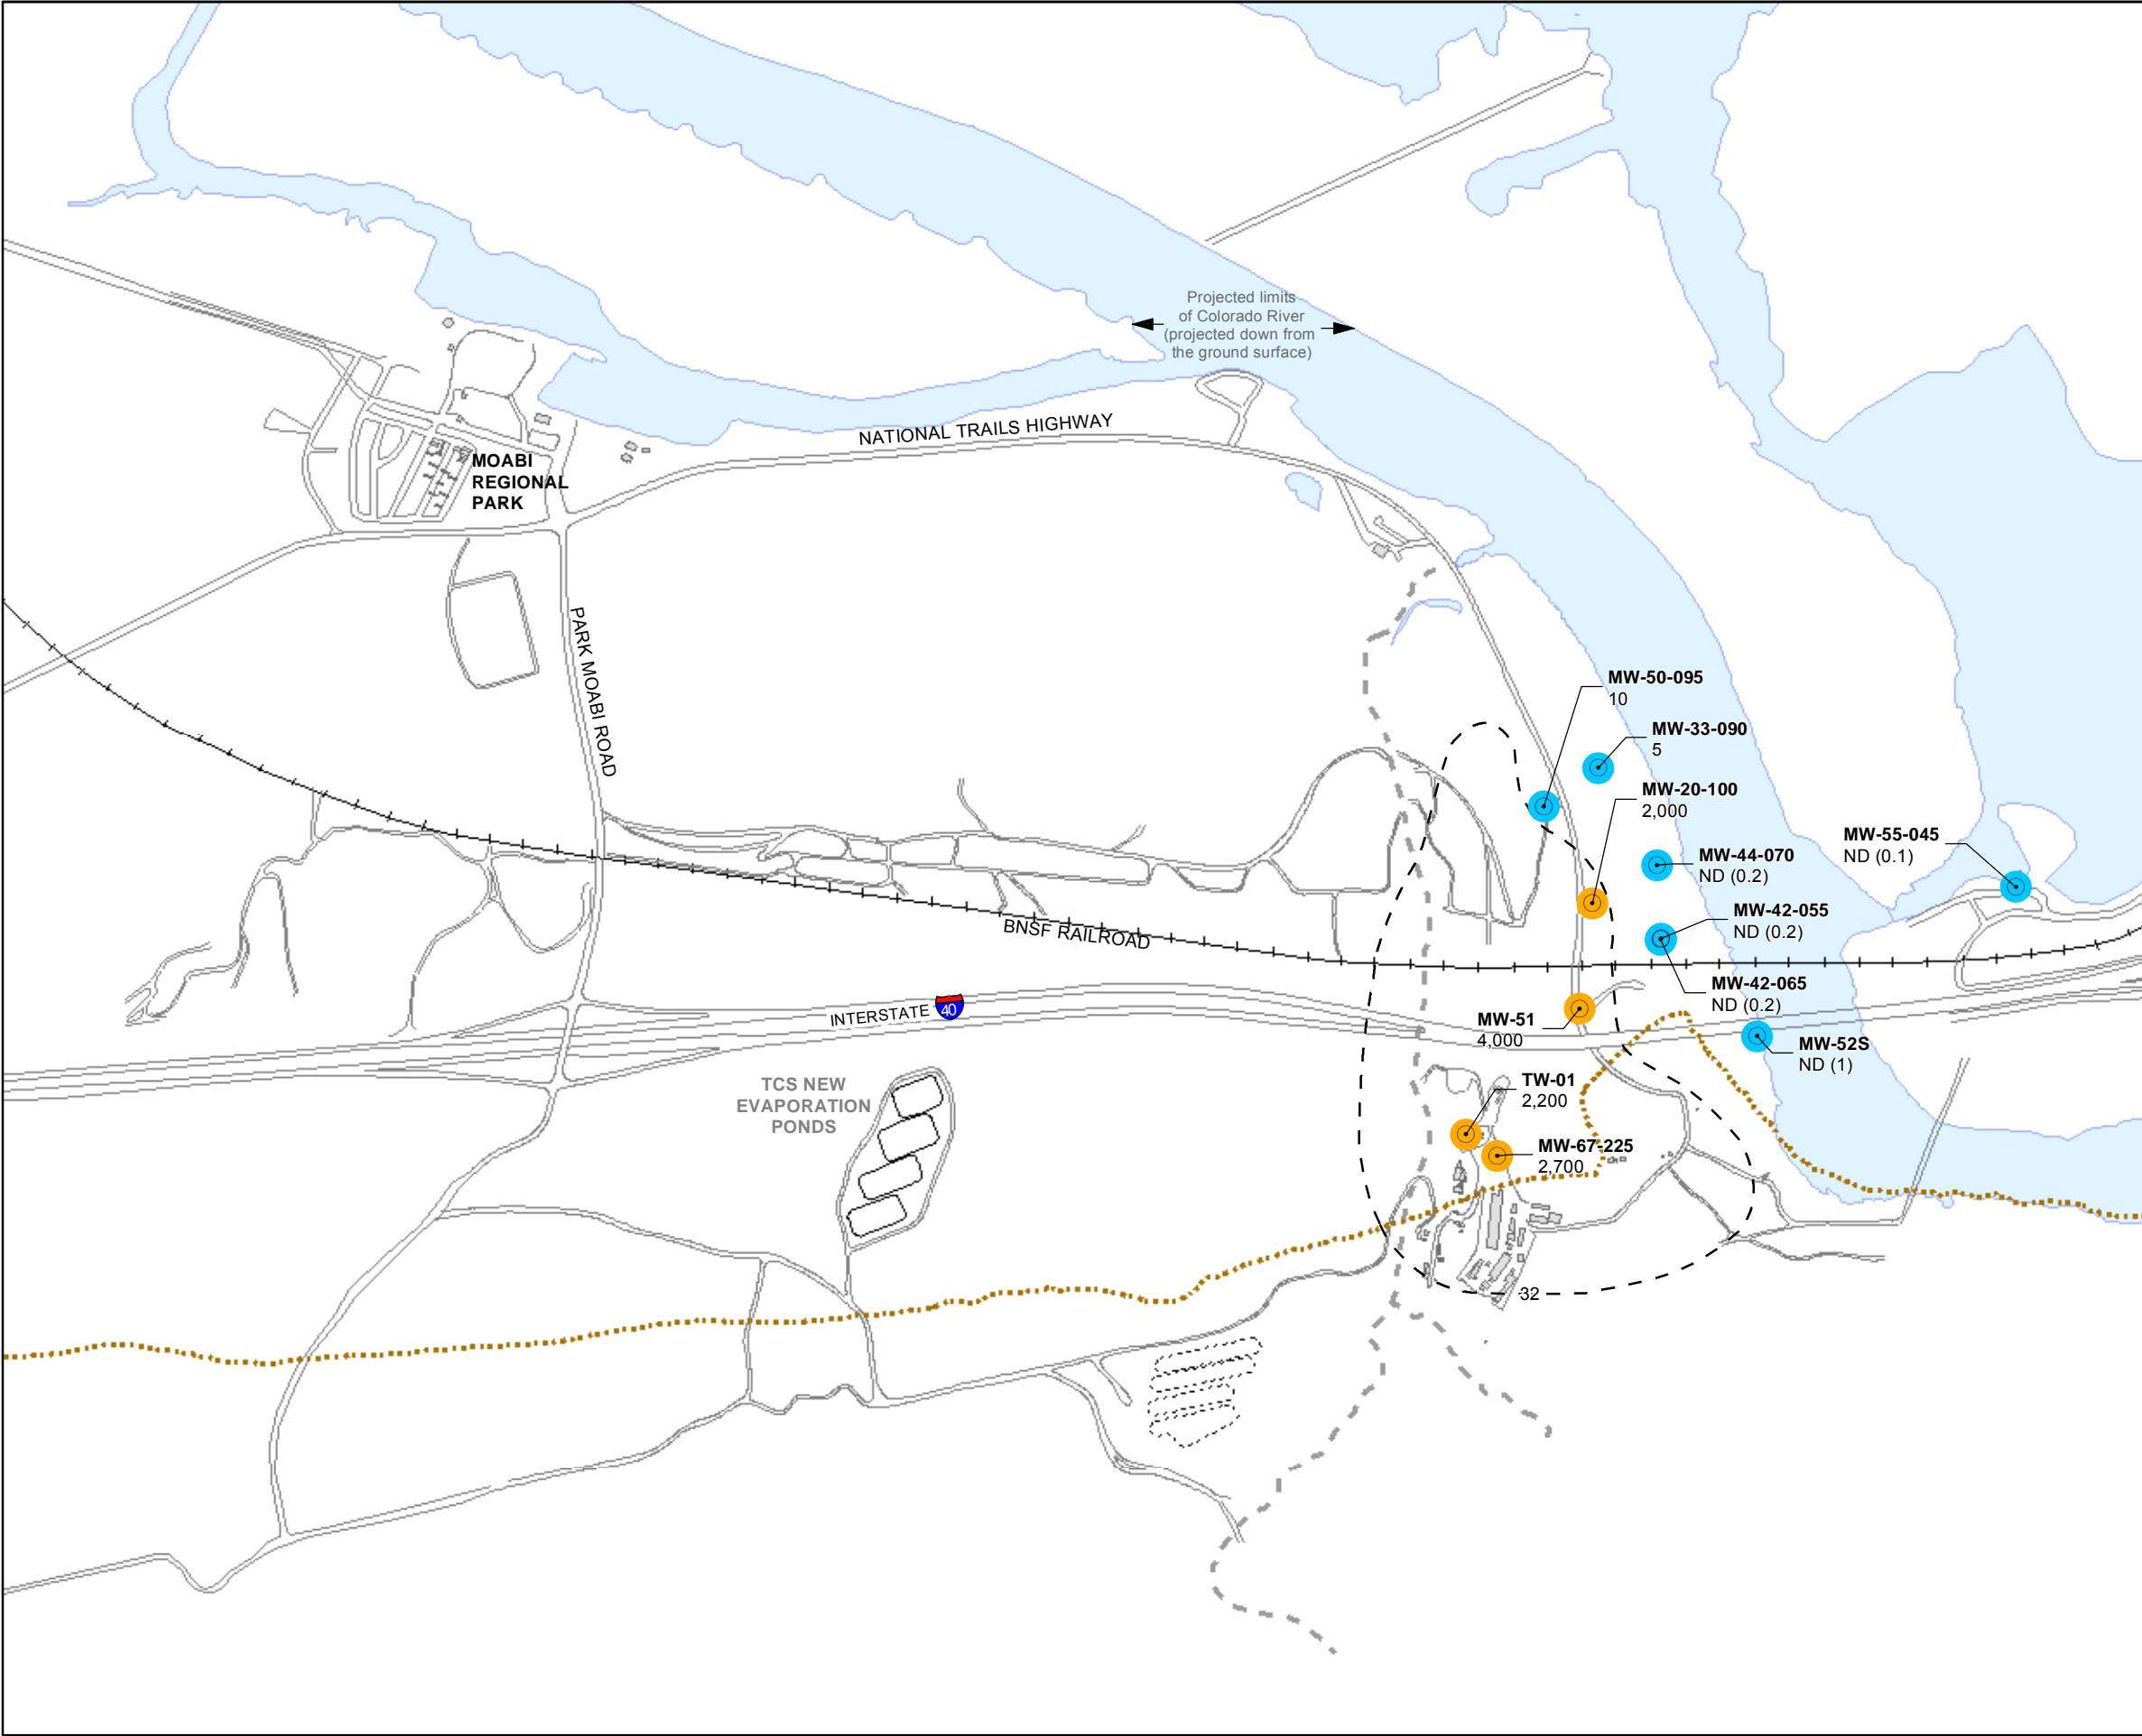 Projected limits
of Colorado River
(projected down from
the ground surface)
NATIONAL TRAILS HIGHWAY
MOABI
REGIONAL
PARK
PARK MOABI ROAD
MW-50-095
10
MW-33-090
5
MW-20-100
2,000
MW-55-045
ND (0.1)
MW-44-070
ND (0.2)
MW-42-055
ND (0.2)
BNSF RAILROAD
MW-42-065
ND (0.2)
INTERSTATE 40
MW-51
4,000
MW-52S
ND (1)
TCS NEW
EVAPORATION
PONDS
TW-01
2,200
MW-67-225
2,700
32